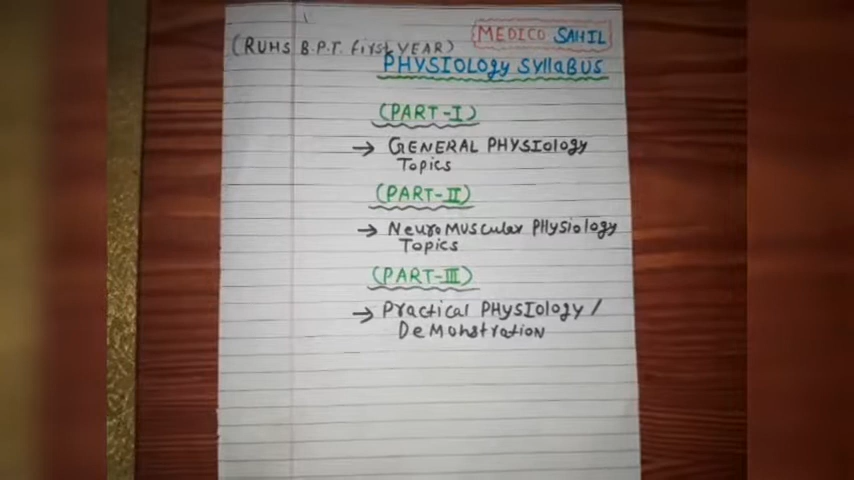 MEDICO SAHIL
(RUHS B.P.T. first YEAR)
PHYSIOLOGY SYLLABUS
(PART-I)
→ GENERAL PHYSIOLOGY
Topics
(PART-II)
→ NeuroMuscular PHYSIOLOGY
Topics
(PART-III)
→ Practical PHYSIOLOGY /
DeMonstration